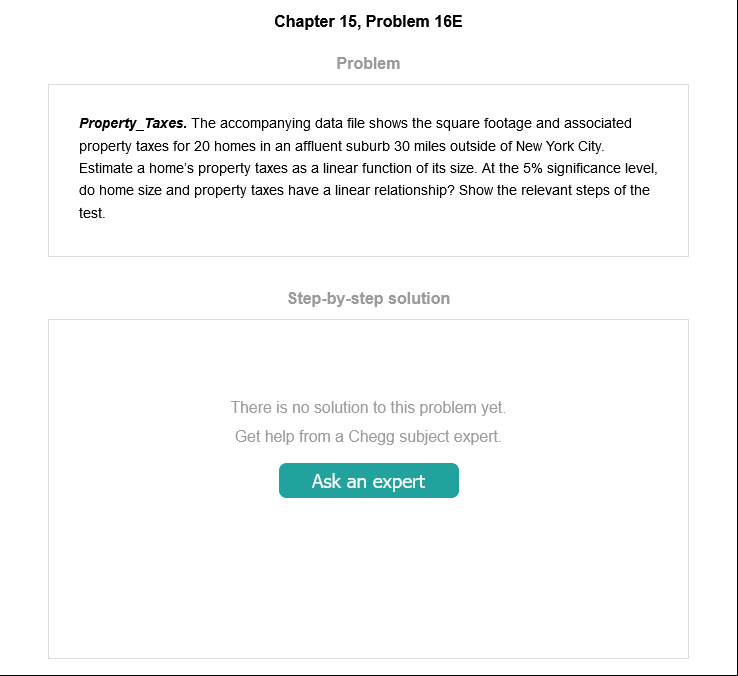 Chapter 15, Problem 16E
Problem
Property_Taxes. The accompanying data file shows the square footage and associated
property taxes for 20 homes in an affluent suburb 30 miles outside of New York City.
Estimate a home’s property taxes as a linear function of its size. At the 5% significance level,
do home size and property taxes have a linear relationship? Show the relevant steps of the
test.
Step-by-step solution
There is no solution to this problem yet.
Get help from a Chegg subject expert.
Ask an expert